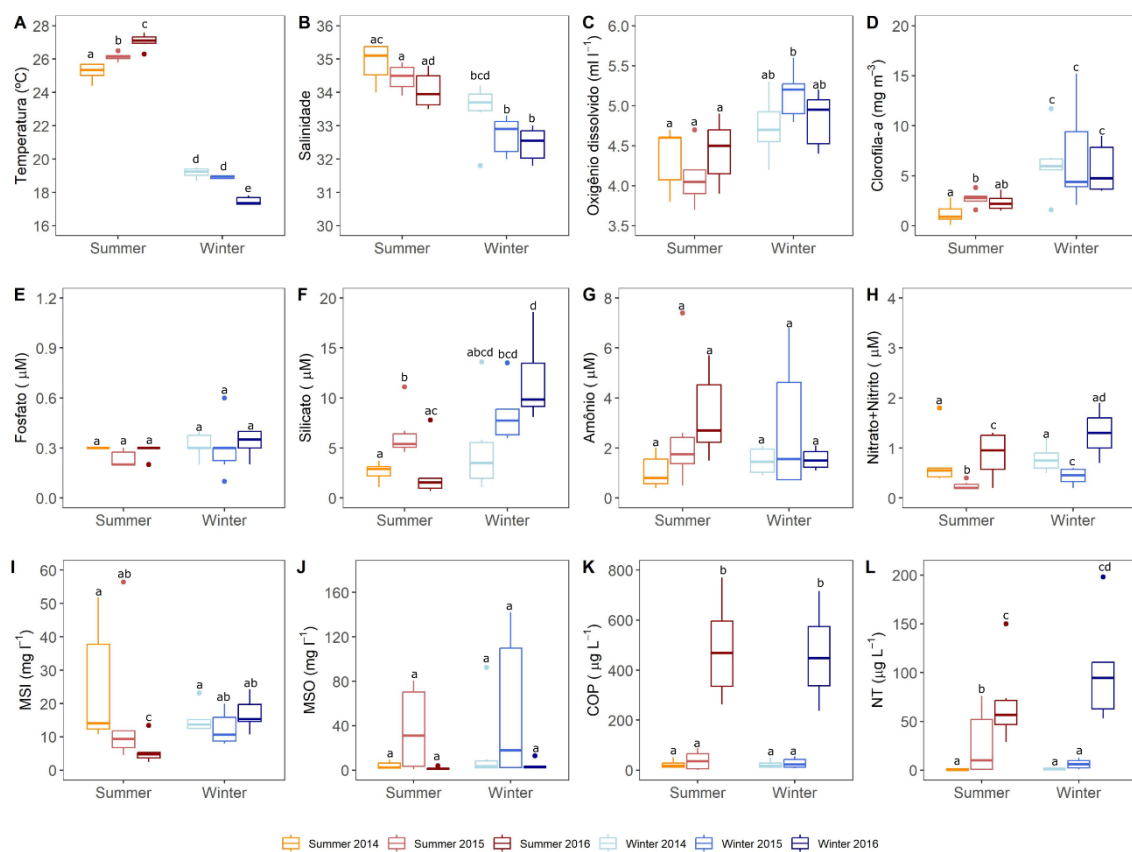 A
Temperatura (ºC)
28
26
24
22
20
18
16
a
b
c
d
d
e
Summer
Winter
B
Salinidade
36
35
34
33
32
31
30
ac
a
ad
bcd
b
b
Summer
Winter
C
Oxigênio dissolvido (ml l⁻¹)
6.0
5.5
5.0
4.5
4.0
3.5
a
a
a
ab
b
ab
Summer
Winter
D
Clorofila-a (mg m⁻³)
20
15
10
5
0
a
b
ab
c
c
c
Summer
Winter
E
Fosfato ( μM)
1.2
0.9
0.6
0.3
0.0
a
a
a
a
a
a
Summer
Winter
F
Silicato ( μM)
20
15
10
5
0
a
b
ac
abcd
bcd
d
Summer
Winter
G
Amônio ( μM)
8
6
4
2
0
a
a
a
a
a
a
Summer
Winter
H
Nitrato+Nitrito ( μM)
4
3
2
1
0
a
b
c
a
c
ad
Summer
Winter
I
MSI (mg l⁻¹)
60
50
40
30
20
10
0
a
ab
c
a
ab
ab
Summer
Winter
J
MSO (mg l⁻¹)
160
120
80
40
0
a
a
a
a
a
a
Summer
Winter
K
COP ( μg L⁻¹)
800
600
400
200
0
a
a
b
a
a
b
Summer
Winter
L
NT (μg L⁻¹)
200
150
100
50
0
a
b
c
a
a
cd
Summer
Winter
Summer 2014
Summer 2015
Summer 2016
Winter 2014
Winter 2015
Winter 2016